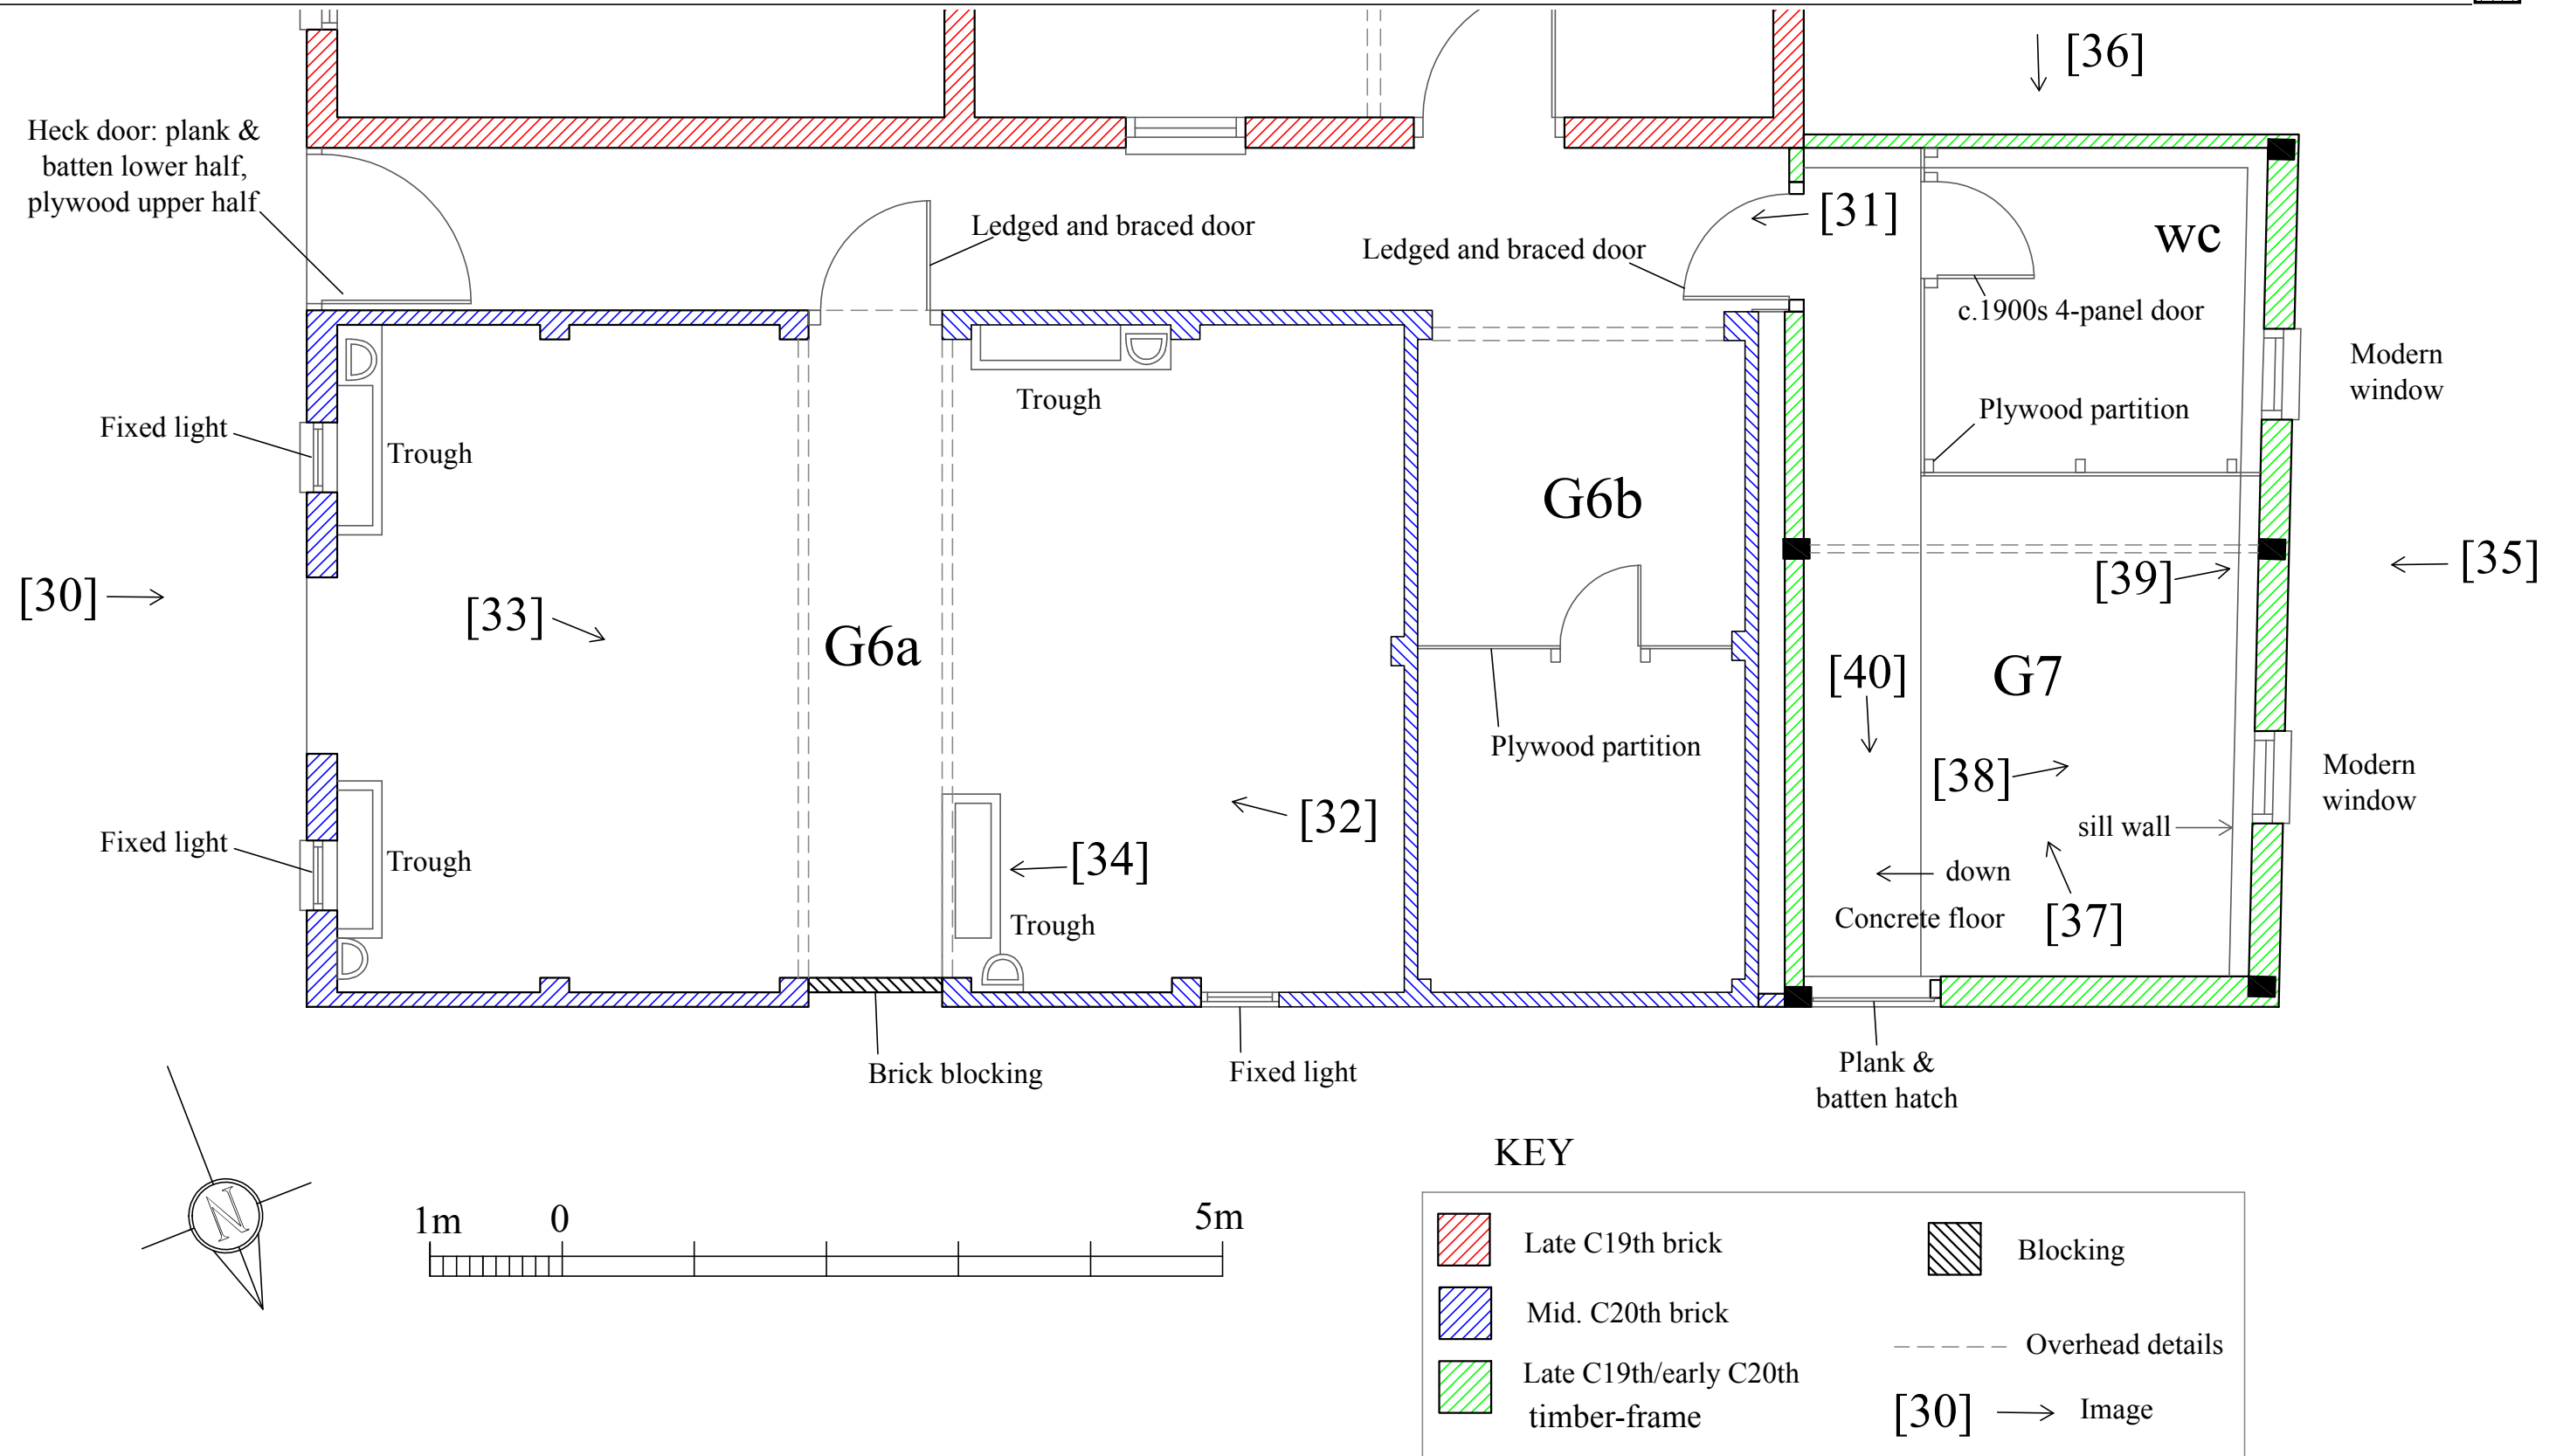 [36]
Heck door: plank &
batten lower half,
plywood upper half
Ledged and braced door
Ledged and braced door
[31]
wc
c.1900s 4-panel door
Modern
window
Trough
Plywood partition
Fixed light
Trough
G6b
[30]
[33]
G6a
[39]
[35]
[40]
G7
Plywood partition
[38]
Modern
window
[32]
sill wall
Fixed light
Trough
[34]
down
Trough
Concrete floor
[37]
Brick blocking
Fixed light
Plank &
batten hatch
N
1m
0
5m
KEY
Late C19th brick
Blocking
Mid. C20th brick
Overhead details
Late C19th/early C20th
timber-frame
[30]
Image